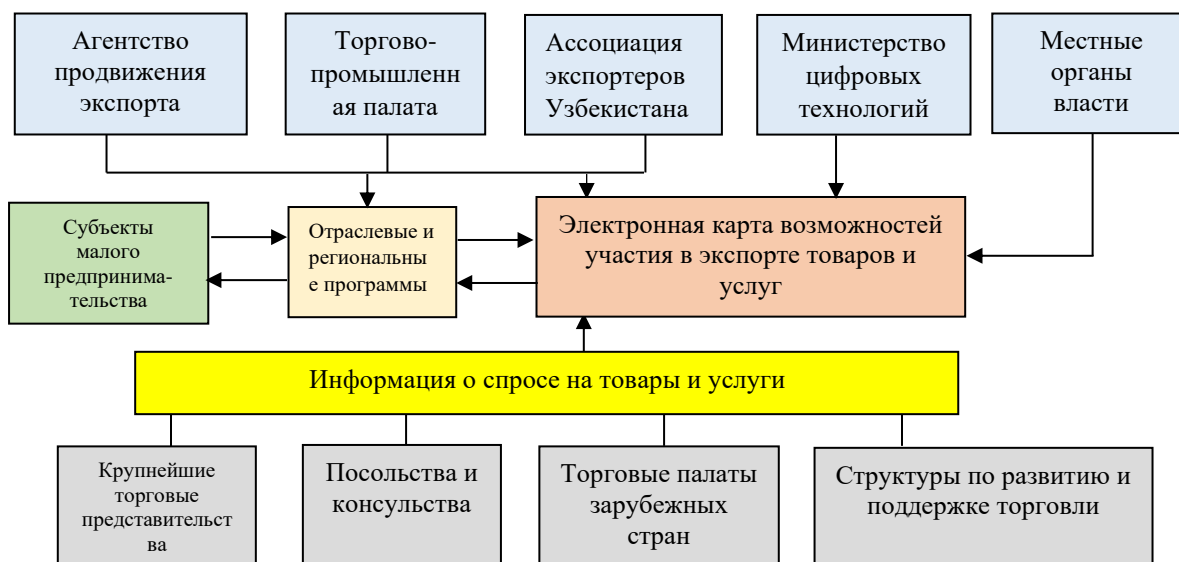 Агентство
продвижения
экспорта
Торгово-
промышленн
ая палата
Ассоциация
экспортеров
Узбекистана
Министерство
цифровых
технологий
Местные
органы
власти
Субъекты
малого
предпринима-
тельства
Отраслевые и
региональны
е программы
Электронная карта возможностей
участия в экспорте товаров и
услуг
Информация о спросе на товары и услуги
Крупнейшие
торговые
представительст
ва
Посольства и
консульства
Торговые палаты
зарубежных
стран
Структуры по развитию и
поддержке торговли